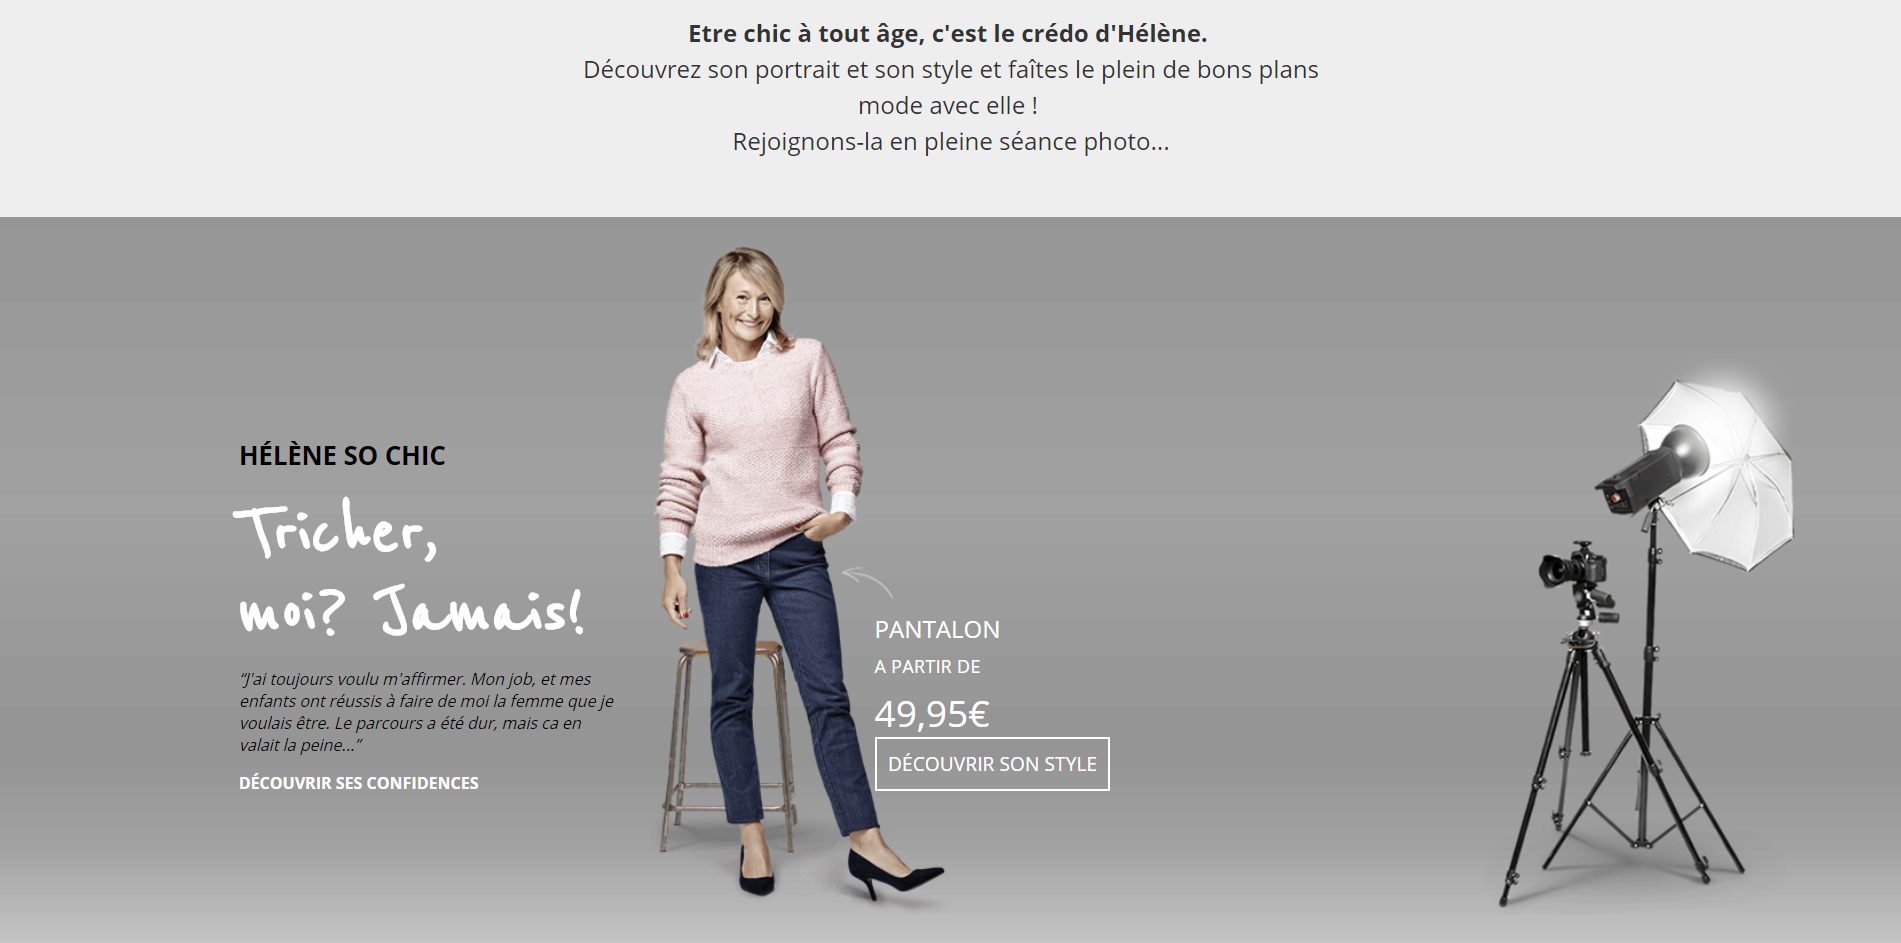 Etre chic à tout âge, c'est le crédo d'Hélène.
Découvrez son portrait et son style et faîtes le plein de bons plans
mode avec elle !
Rejoignons-la en pleine séance photo...
HÉLÈNE SO CHIC
Tricher,
moi? Jamais!
“J'ai toujours voulu m'affirmer. Mon job, et mes
enfants ont réussis à faire de moi la femme que je
voulais être. Le parcours a été dur, mais ca en
valait la peine...”
DÉCOUVRIR SES CONFIDENCES
PANTALON
A PARTIR DE
49,95€
DÉCOUVRIR SON STYLE